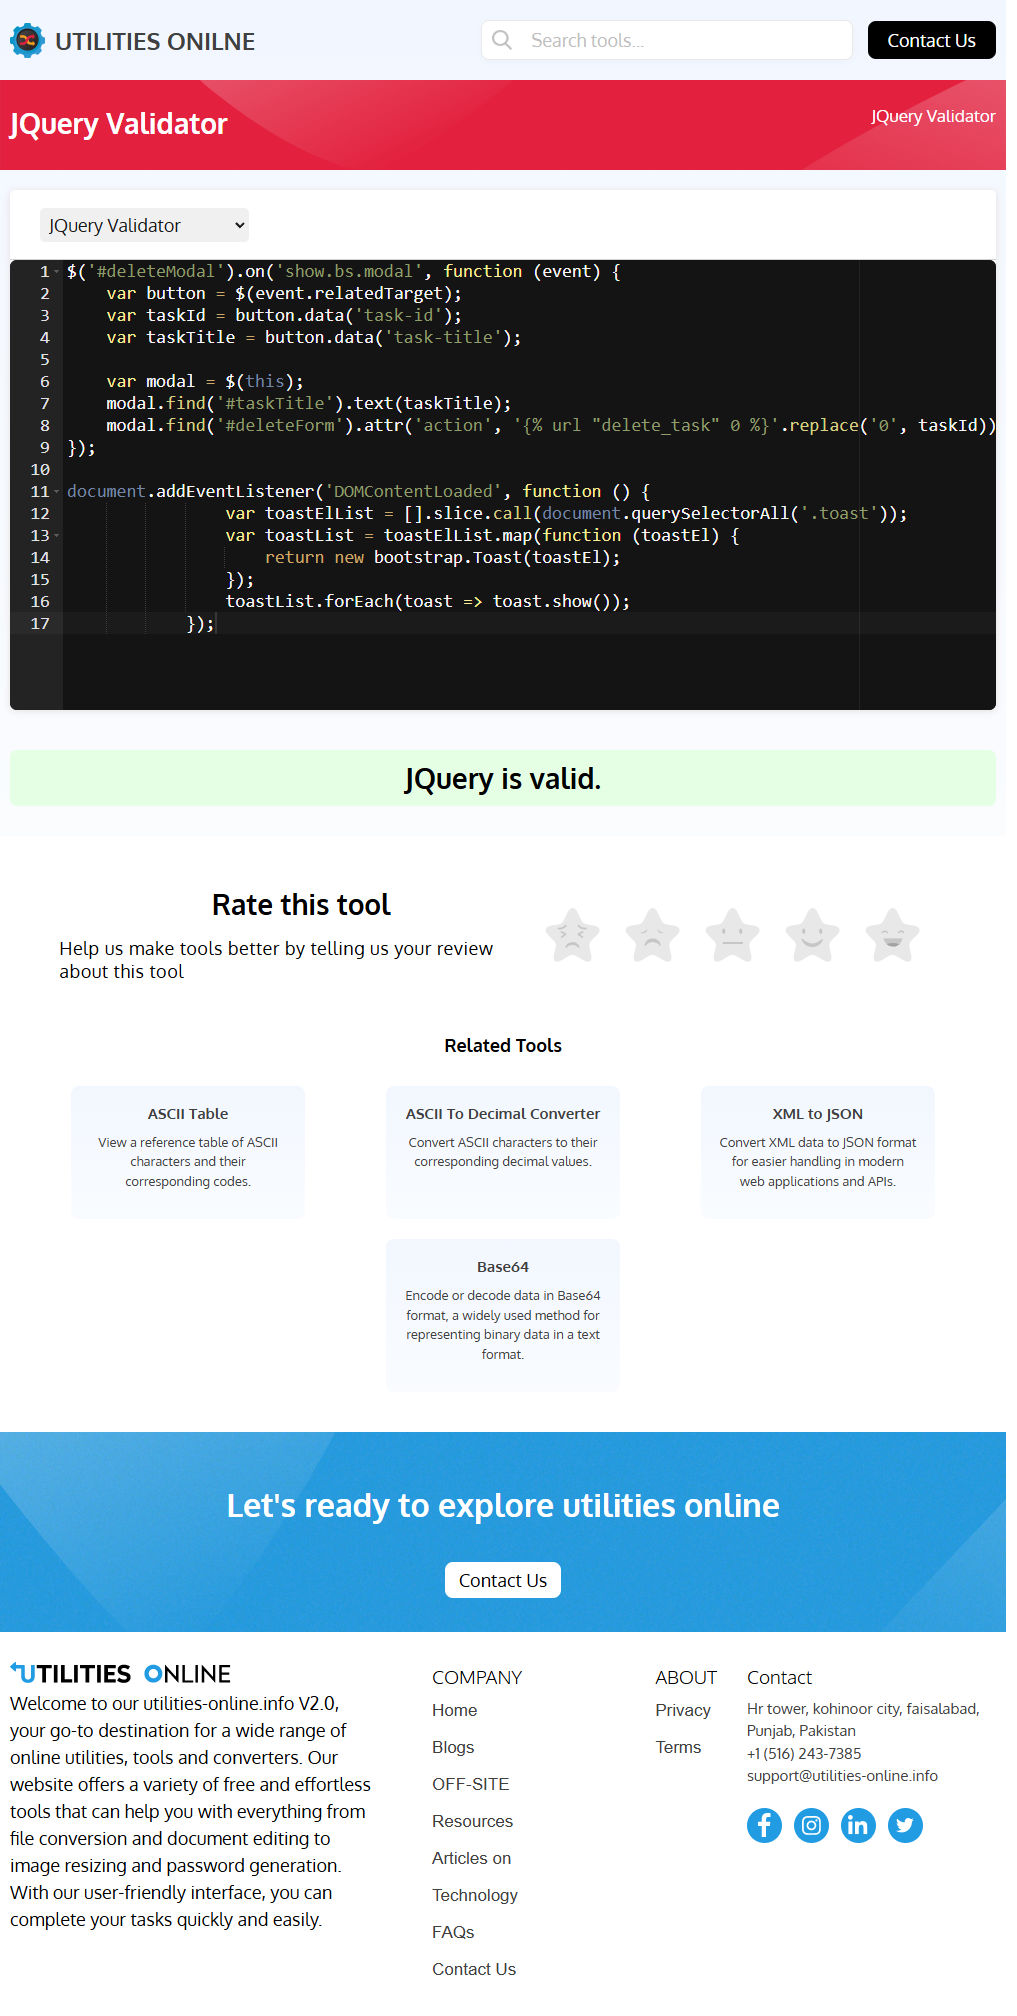 UTILITIES ONILNE
Search tools...
Contact Us
JQuery Validator
JQuery Validator
JQuery Validator
1 $('#deleteModal').on('show.bs.modal', function (event) {
2     var button = $(event.relatedTarget);
3     var taskId = button.data('task-id');
4     var taskTitle = button.data('task-title');
5
6     var modal = $(this);
7     modal.find('#taskTitle').text(taskTitle);
8     modal.find('#deleteForm').attr('action', '{% url "delete_task" 0 %}'.replace('0', taskId))
9 });
10
11 document.addEventListener('DOMContentLoaded', function () {
12                 var toastElList = [].slice.call(document.querySelectorAll('.toast'));
13                 var toastList = toastElList.map(function (toastEl) {
14                     return new bootstrap.Toast(toastEl);
15                 });
16                 toastList.forEach(toast => toast.show());
17             });
JQuery is valid.
Rate this tool
Help us make tools better by telling us your review
about this tool
Related Tools
ASCII Table
View a reference table of ASCII
characters and their
corresponding codes.
ASCII To Decimal Converter
Convert ASCII characters to their
corresponding decimal values.
XML to JSON
Convert XML data to JSON format
for easier handling in modern
web applications and APIs.
Base64
Encode or decode data in Base64
format, a widely used method for
representing binary data in a text
format.
Let's ready to explore utilities online
Contact Us
UTILITIES ONLINE
Welcome to our utilities-online.info V2.0,
your go-to destination for a wide range of
online utilities, tools and converters. Our
website offers a variety of free and effortless
tools that can help you with everything from
file conversion and document editing to
image resizing and password generation.
With our user-friendly interface, you can
complete your tasks quickly and easily.
COMPANY
Home
Blogs
OFF-SITE
Resources
Articles on
Technology
FAQs
Contact Us
ABOUT
Privacy
Terms
Contact
Hr tower, kohinoor city, faisalabad,
Punjab, Pakistan
+1 (516) 243-7385
support@utilities-online.info